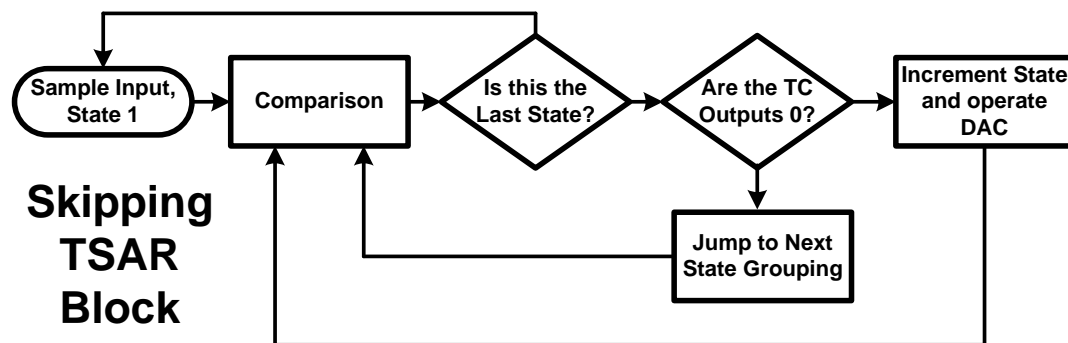 Sample Input,
State 1
Comparison
Is this the
Last State?
Are the TC
Outputs 0?
Increment State
and operate
DAC
Jump to Next
State Grouping
Skipping
TSAR
Block